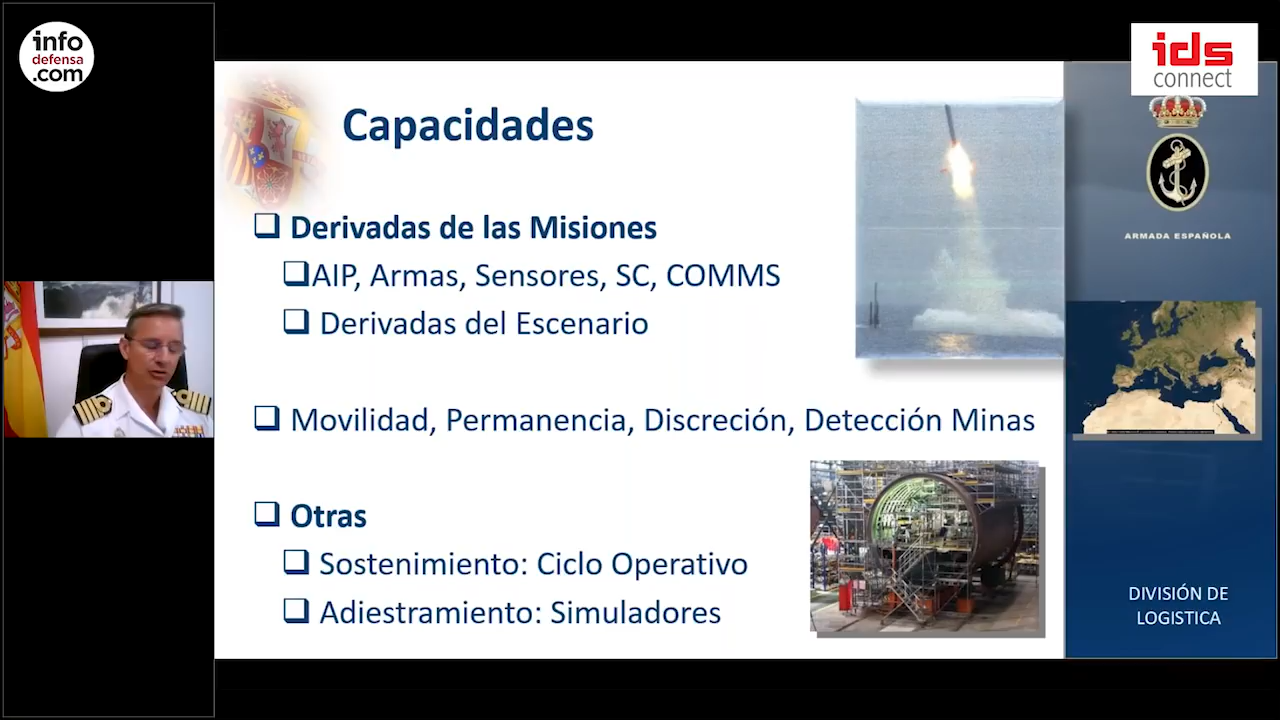 info
defensa
.com
ids
connect
Capacidades
❑ Derivadas de las Misiones
❑AIP, Armas, Sensores, SC, COMMS
❑ Derivadas del Escenario
❑ Movilidad, Permanencia, Discreción, Detección Minas
❑ Otras
❑ Sostenimiento: Ciclo Operativo
❑ Adiestramiento: Simuladores
ARMADA ESPAÑOLA
DIVISIÓN DE
LOGISTICA